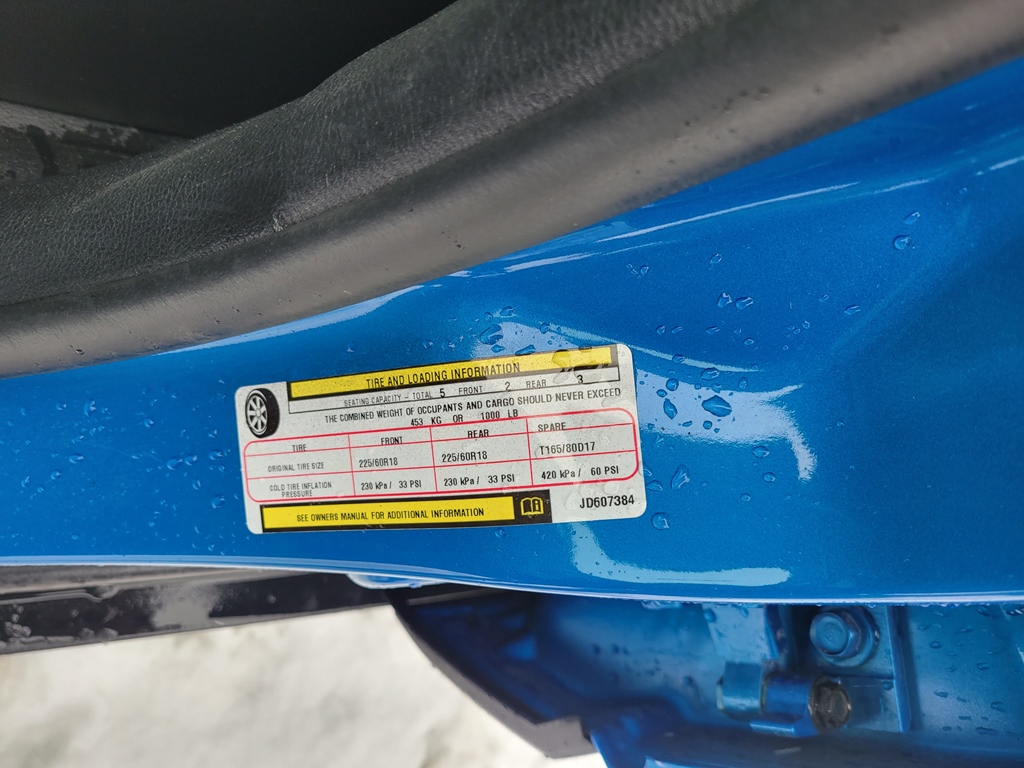 TIRE AND LOADING INFORMATION
SEATING CAPACITY - TOTAL 5 FRONT 2 REAR 3
THE COMBINED WEIGHT OF OCCUPANTS AND CARGO SHOULD NEVER EXCEED
453 KG OR 1000 LB
TIRE FRONT REAR SPARE
ORIGINAL TIRE SIZE 225/60R18 225/60R18 T165/80D17
COLD TIRE INFLATION PRESSURE 230 kPa / 33 PSI 230 kPa / 33 PSI 420 kPa / 60 PSI
SEE OWNERS MANUAL FOR ADDITIONAL INFORMATION
JD607384